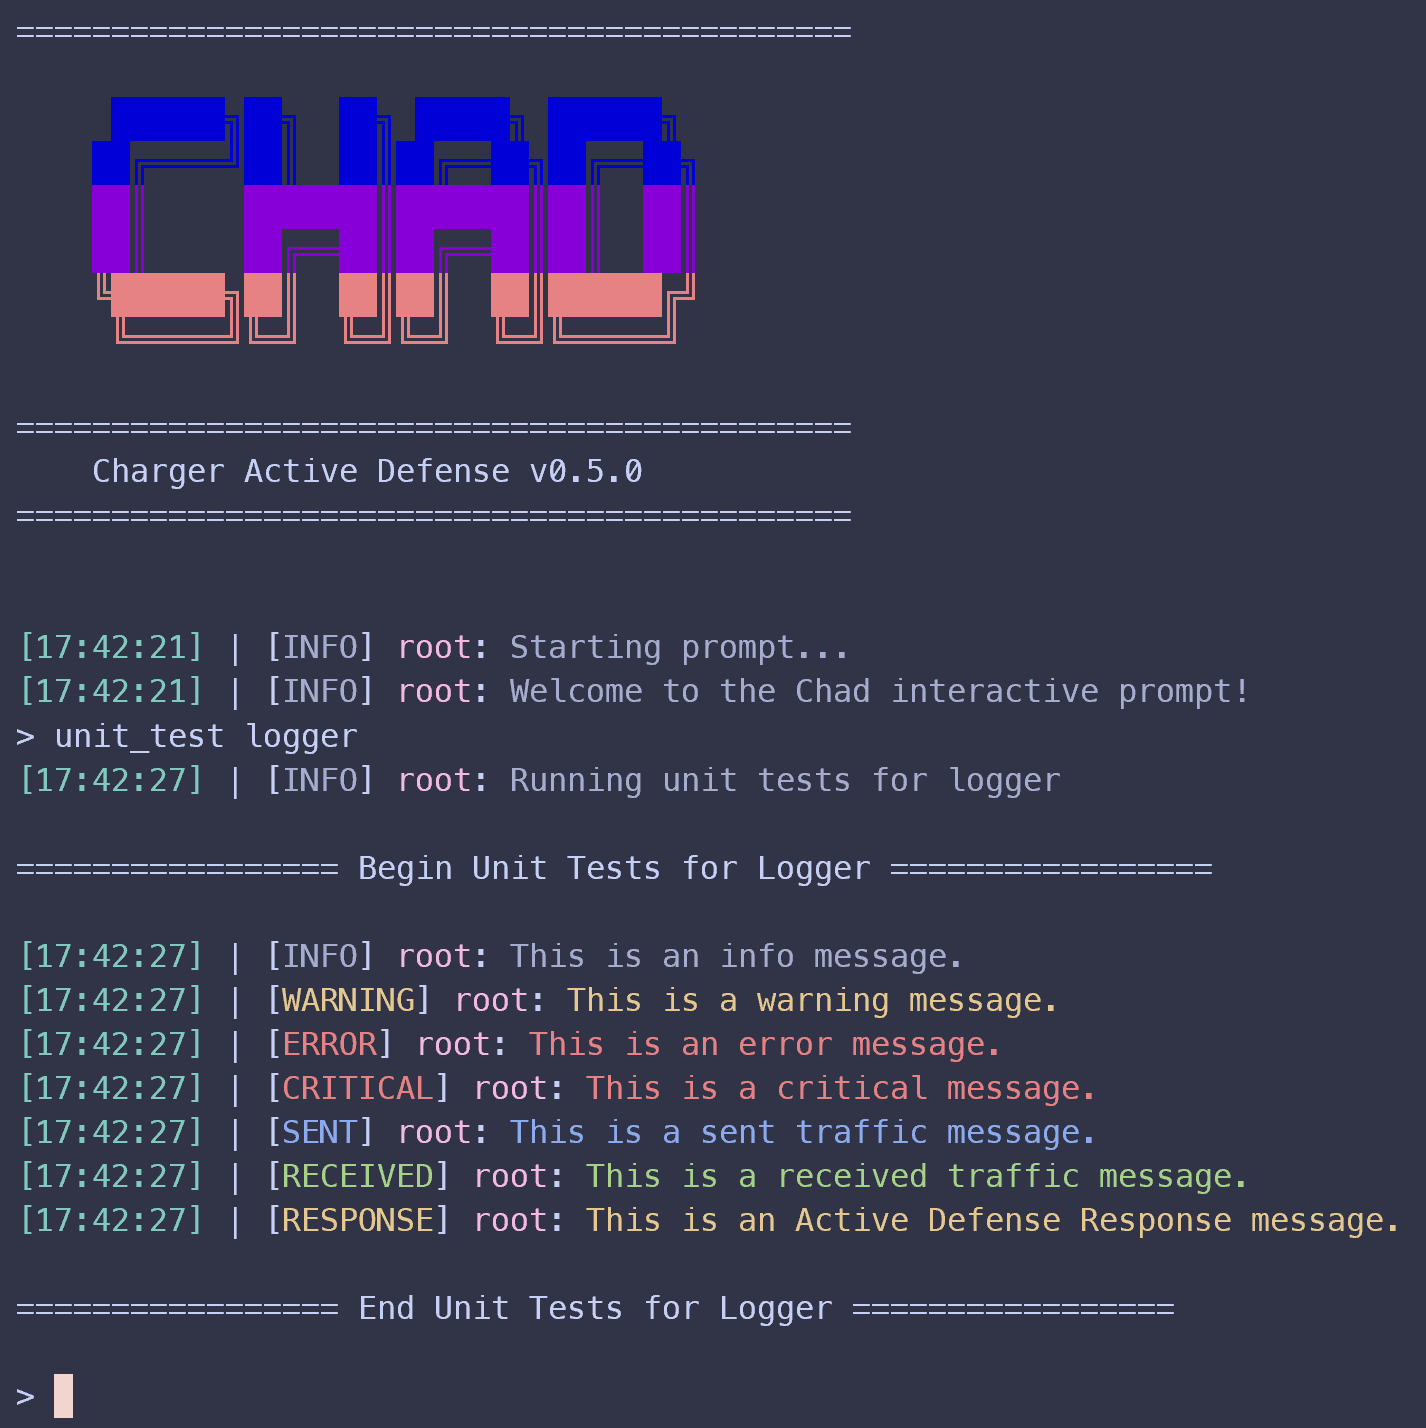 ============================================
CHAD
============================================
    Charger Active Defense v0.5.0
============================================
[17:42:21] | [INFO] root: Starting prompt...
[17:42:21] | [INFO] root: Welcome to the Chad interactive prompt!
> unit_test logger
[17:42:27] | [INFO] root: Running unit tests for logger
================= Begin Unit Tests for Logger =================
[17:42:27] | [INFO] root: This is an info message.
[17:42:27] | [WARNING] root: This is a warning message.
[17:42:27] | [ERROR] root: This is an error message.
[17:42:27] | [CRITICAL] root: This is a critical message.
[17:42:27] | [SENT] root: This is a sent traffic message.
[17:42:27] | [RECEIVED] root: This is a received traffic message.
[17:42:27] | [RESPONSE] root: This is an Active Defense Response message.
================= End Unit Tests for Logger =================
>